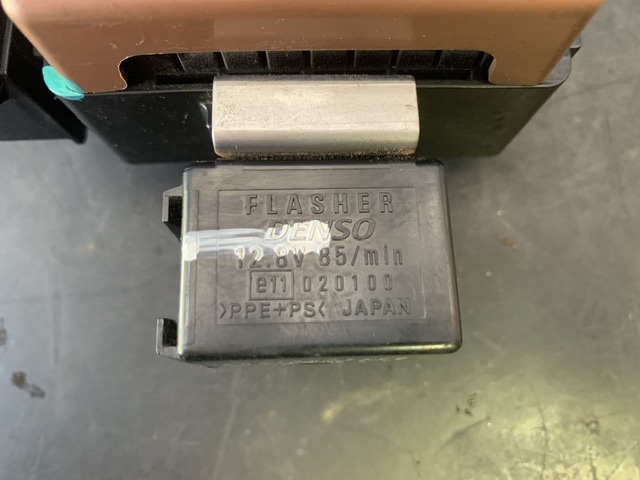 FLASHER
DENSO
12.8V 85/min
e11 020100
>PPE+PS< JAPAN